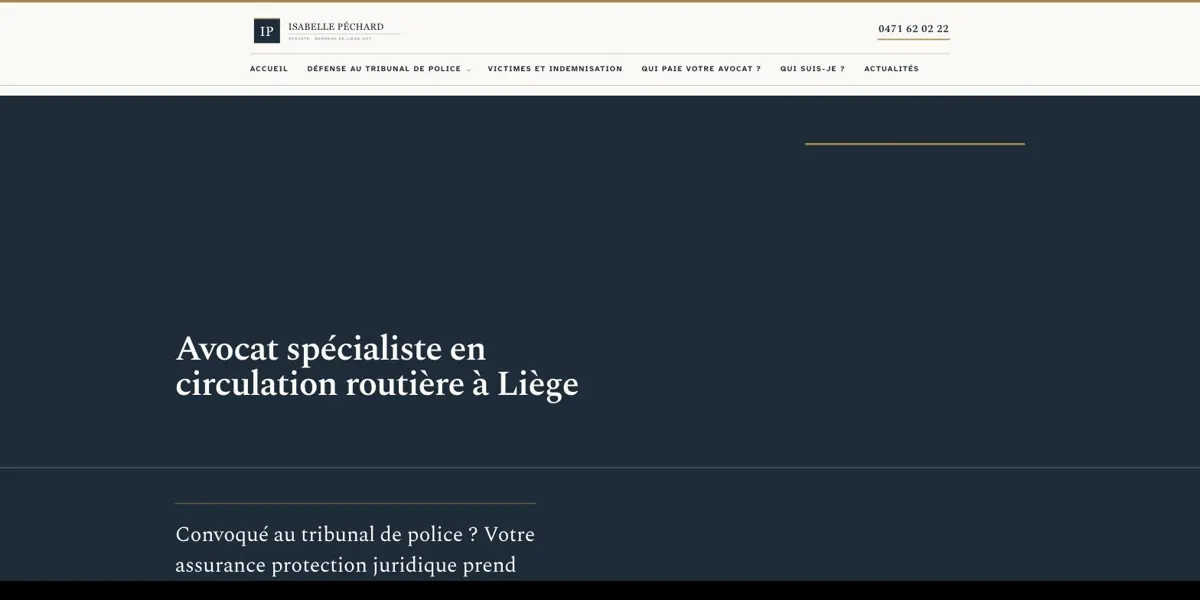 IP
ISABELLE PÉCHARD
0471 62 02 22
ACCUEIL DÉFENSE AU TRIBUNAL DE POLICE VICTIMES ET INDEMNISATION QUI PAIE VOTRE AVOCAT ? QUI SUIS-JE ? ACTUALITÉS
Avocat spécialiste en
circulation routière à Liège
Convoqué au tribunal de police ? Votre
assurance protection juridique prend